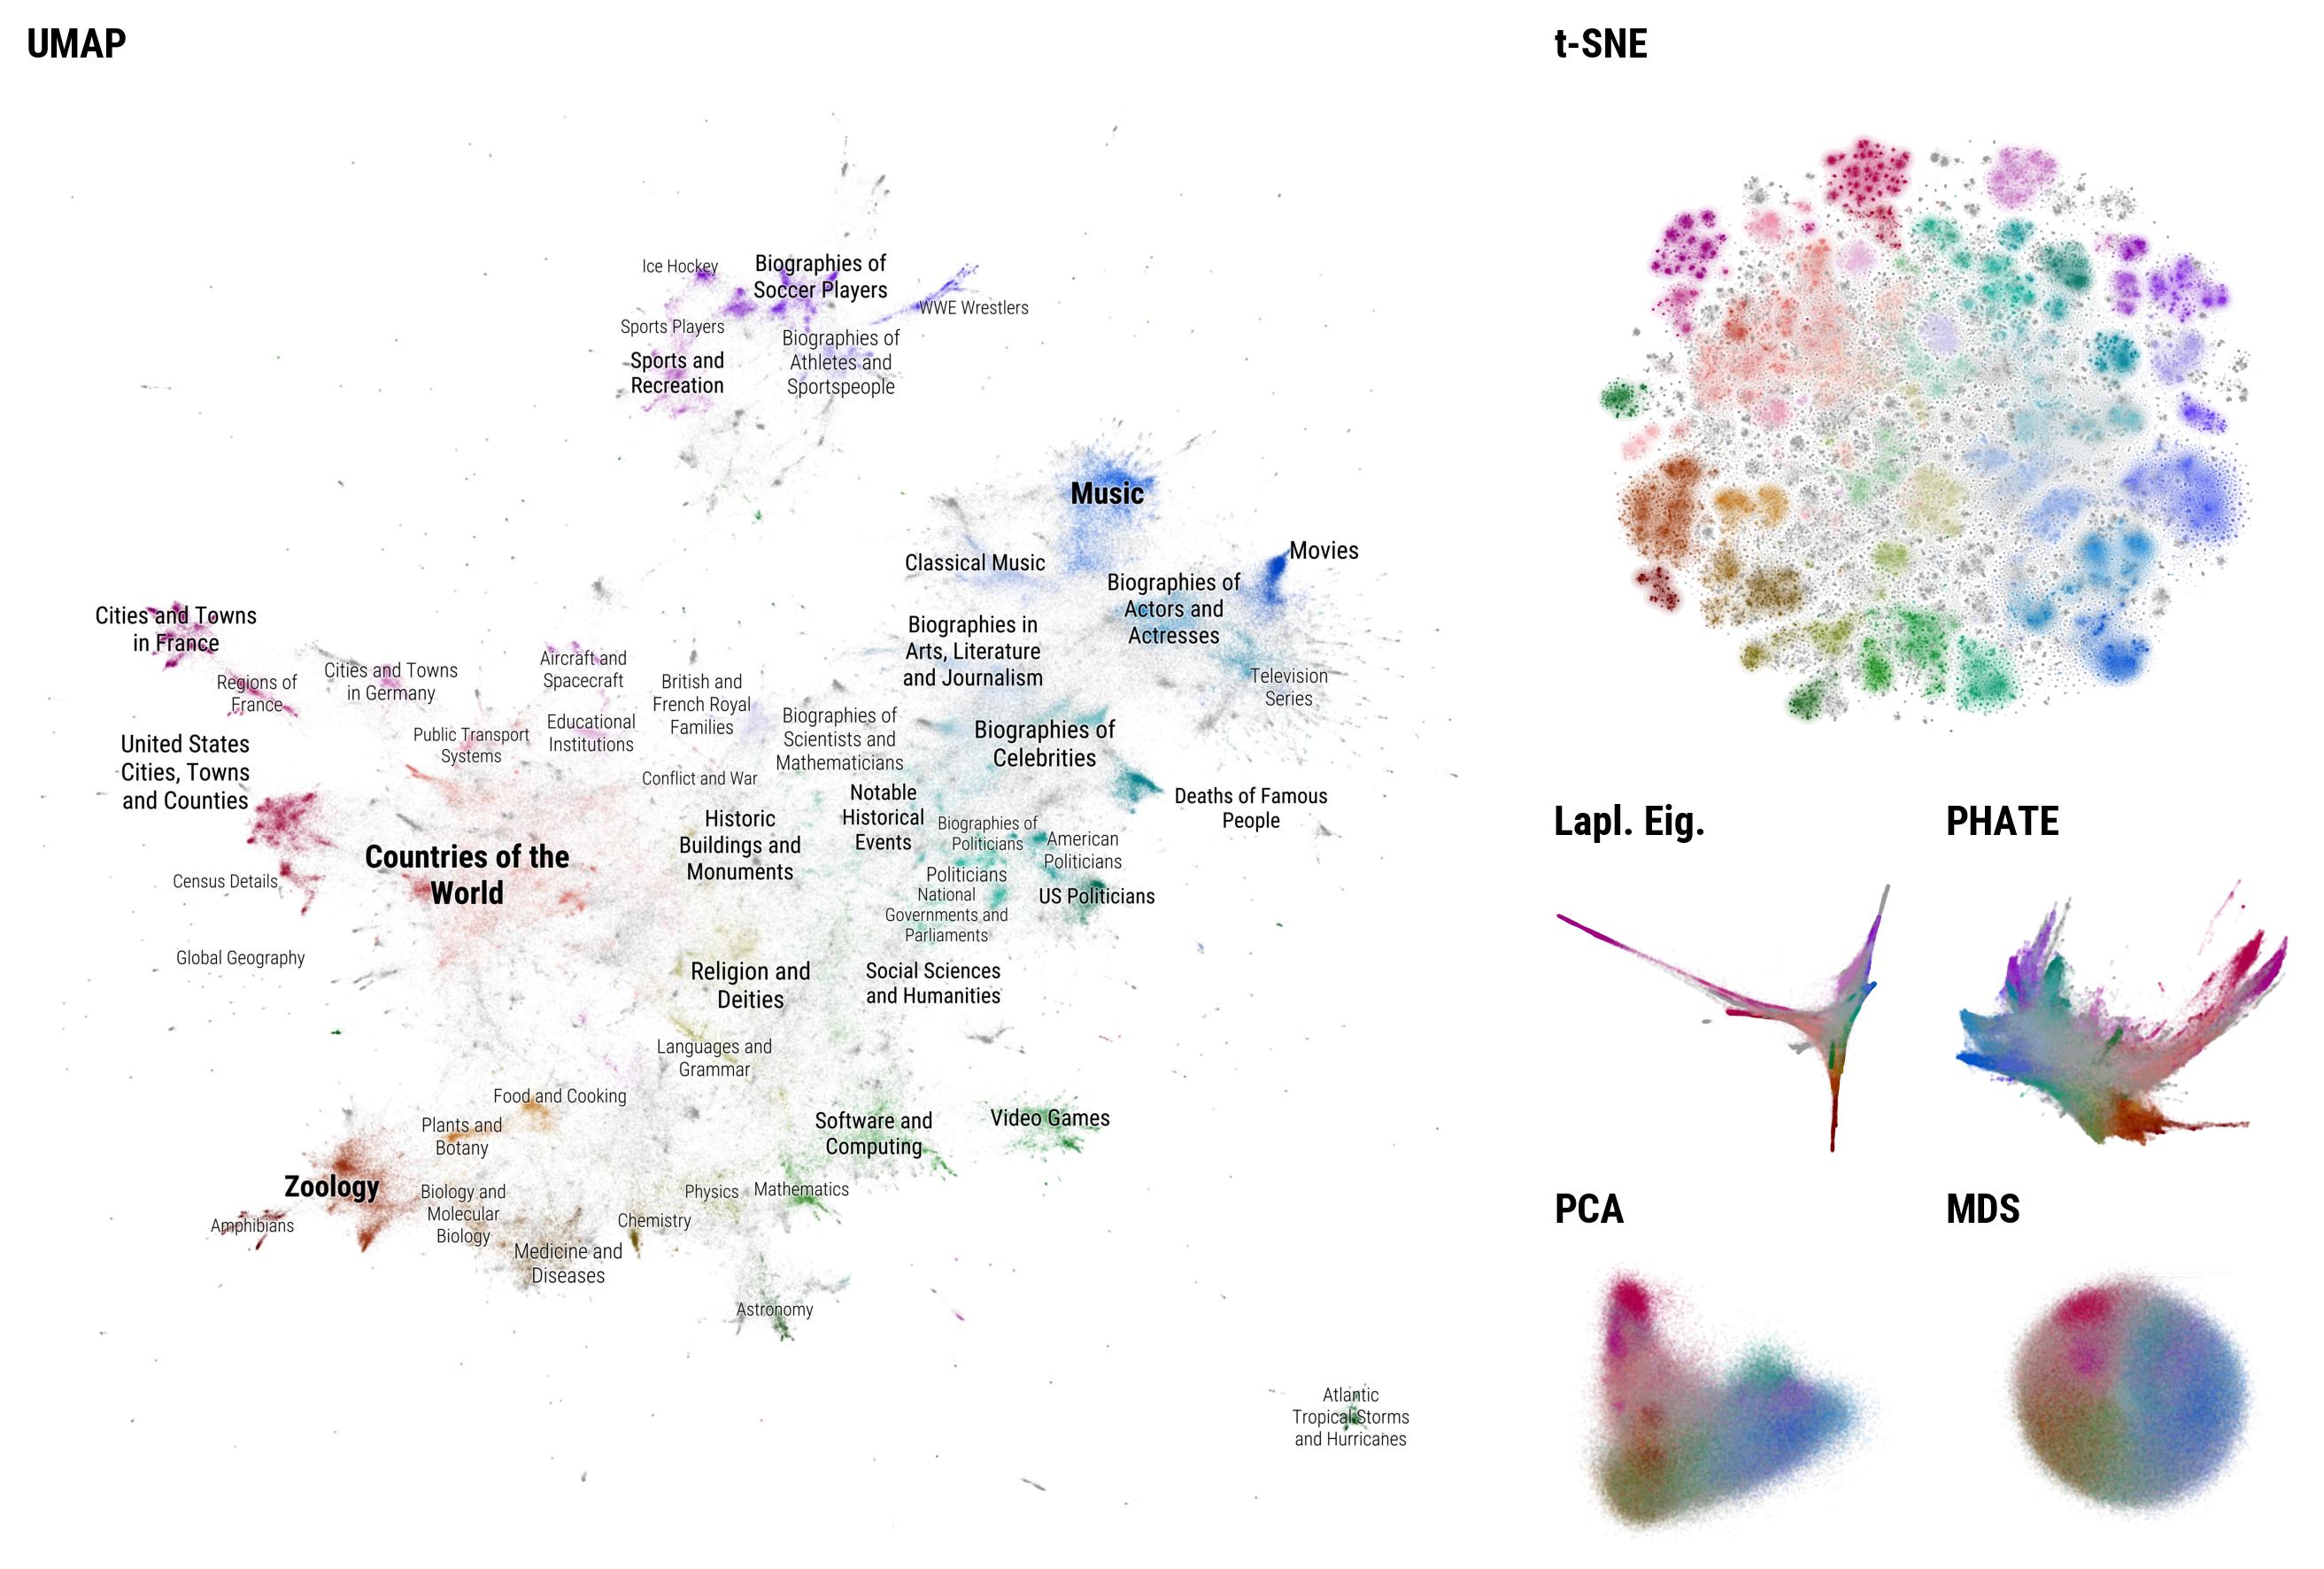 UMAP
t-SNE
Ice Hockey
Biographies of
Soccer Players
WWE Wrestlers
Sports Players
Biographies of
Athletes and
Sportspeople
Sports and
Recreation
Music
Movies
Classical Music
Biographies of
Actors and
Actresses
Cities and Towns
in France
Biographies in
Arts, Literature
and Journalism
Aircraft and
Spacecraft
Cities and Towns
in Germany
Regions of
France
British and
French Royal
Families
Television
Series
Educational
Institutions
Biographies of
Scientists and
Mathematicians
Public Transport
Systems
Biographies of
Celebrities
United States
Cities, Towns
and Counties
Conflict and War
Notable
Historical
Events
Deaths of Famous
People
Historic
Buildings and
Monuments
Biographies of
Politicians
American
Politicians
Countries of the
World
Census Details
Politicians
National
Governments and
Parliaments
US Politicians
Global Geography
Religion and
Deities
Social Sciences
and Humanities
Languages and
Grammar
Food and Cooking
Plants and
Botany
Software and
Computing
Video Games
Zoology
Amphibians
Biology and
Molecular
Biology
Physics
Mathematics
Chemistry
Medicine and
Diseases
Astronomy
Atlantic
Tropical Storms
and Hurricanes
Lapl. Eig.
PHATE
PCA
MDS